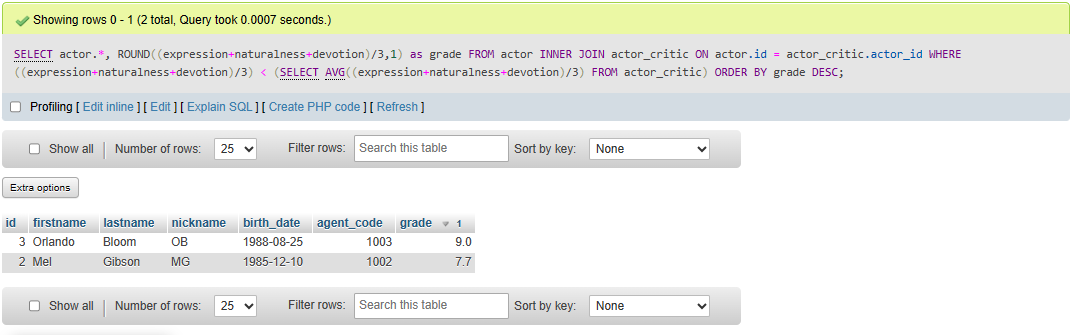 Showing rows 0 - 1 (2 total, Query took 0.0007 seconds.)
SELECT actor.*, ROUND((expression+naturalness+devotion)/3,1) as grade FROM actor INNER JOIN actor_critic ON actor.id = actor_critic.actor_id WHERE
((expression+naturalness+devotion)/3) < (SELECT AVG((expression+naturalness+devotion)/3) FROM actor_critic) ORDER BY grade DESC;
Profiling [ Edit inline ] [ Edit ] [ Explain SQL ] [ Create PHP code ] [ Refresh ]
Show all Number of rows: 25 Filter rows: Search this table Sort by key: None
Extra options
id firstname lastname nickname birth_date agent_code grade 1
3 Orlando Bloom OB 1988-08-25 1003 9.0
2 Mel Gibson MG 1985-12-10 1002 7.7
Show all Number of rows: 25 Filter rows: Search this table Sort by key: None